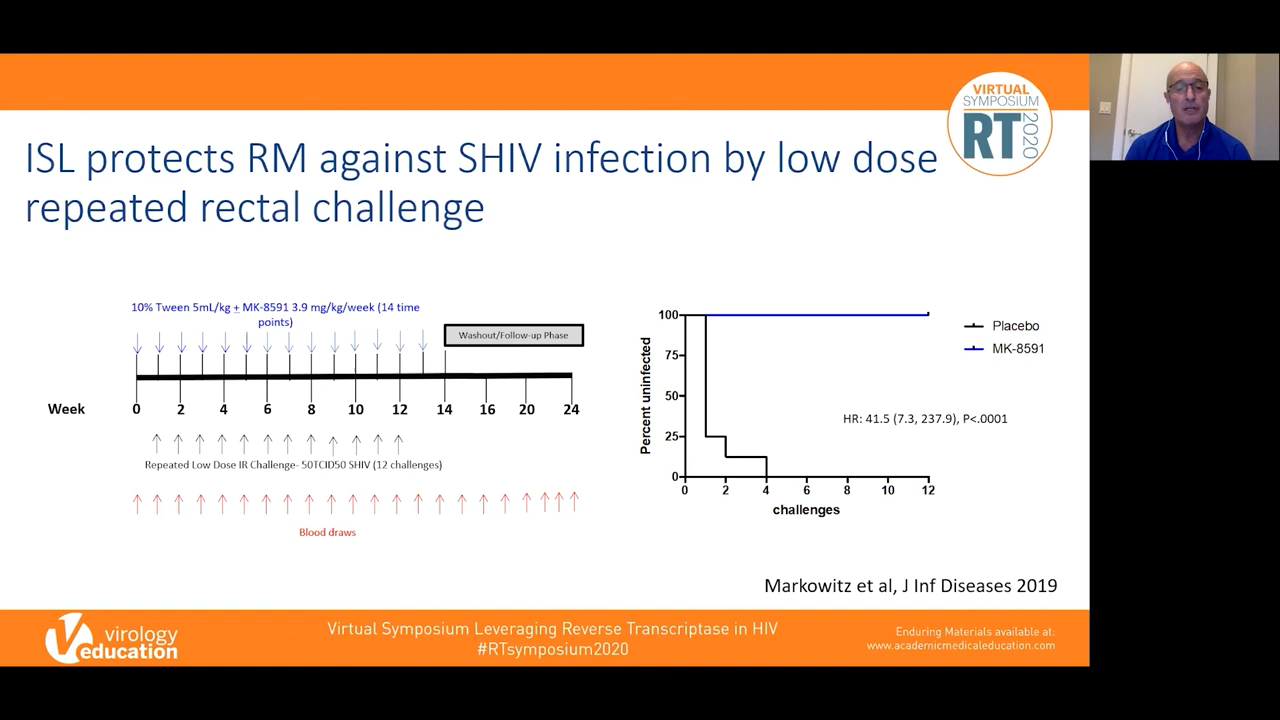 VIRTUAL
SYMPOSIUM
RT
2020
ISL protects RM against SHIV infection by low dose
repeated rectal challenge
10% Tween 5mL/kg + MK-8591 3.9 mg/kg/week (14 time
points)
Washout/Follow-up Phase
Week
0 2 4 6 8 10 12 14 16 20 24
Repeated Low Dose IR Challenge- 50TCID50 SHIV (12 challenges)
Blood draws
Percent uninfected
100
75
50
25
0
0 2 4 6 8 10 12
challenges
Placebo
MK-8591
HR: 41.5 (7.3, 237.9), P<.0001
Markowitz et al, J Inf Diseases 2019
virology
education
Virtual Symposium Leveraging Reverse Transcriptase in HIV
#RTsymposium2020
Enduring Materials available at:
www.academicmedicaleducation.com